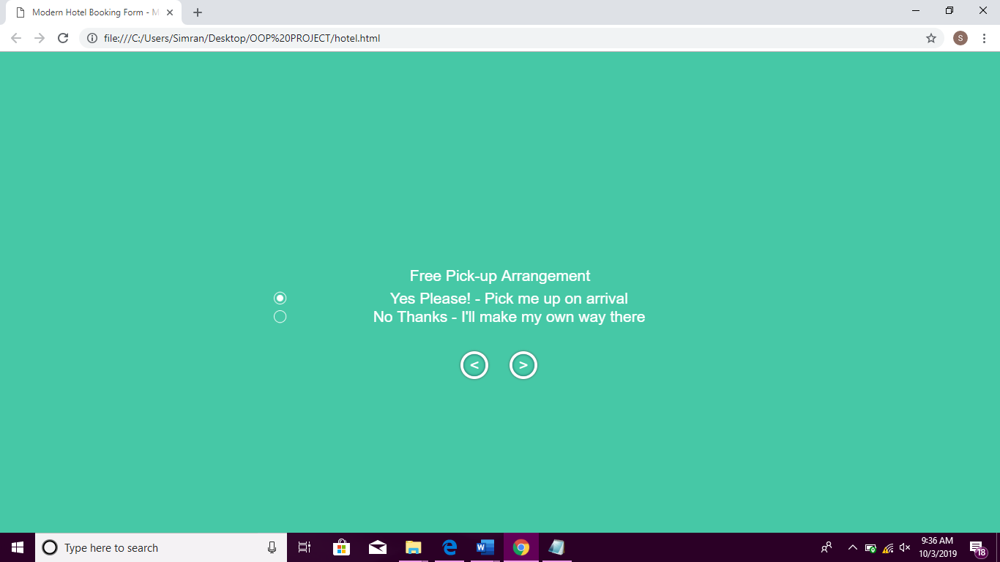 Modern Hotel Booking Form - M
file:///C:/Users/Simran/Desktop/OOP%20PROJECT/hotel.html
S
Free Pick-up Arrangement
Yes Please! - Pick me up on arrival
No Thanks - I'll make my own way there
< >
Type here to search
9:36 AM
10/3/2019
18